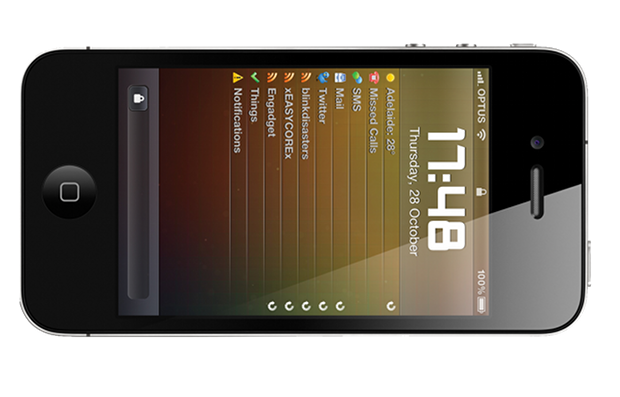 OPTUS
100%
17:48
Thursday, 28 October
Adelaide: 28°
Missed Calls
SMS
Mail
Twitter
blinkdisasters
xEASYCOREx
Engadget
Things
Notifications